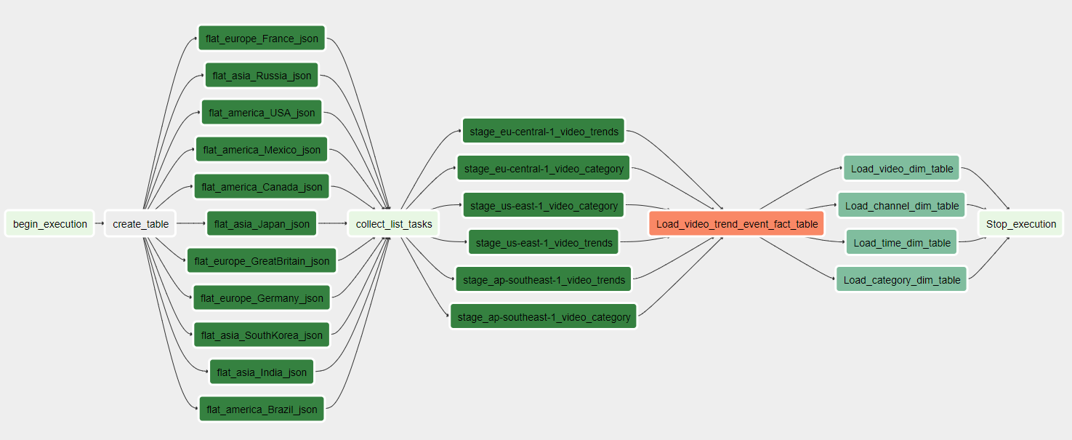 begin_execution
create_table
flat_europe_France_json
flat_asia_Russia_json
flat_america_USA_json
flat_america_Mexico_json
flat_america_Canada_json
flat_asia_Japan_json
flat_europe_GreatBritain_json
flat_europe_Germany_json
flat_asia_SouthKorea_json
flat_asia_India_json
flat_america_Brazil_json
collect_list_tasks
stage_eu-central-1_video_trends
stage_eu-central-1_video_category
stage_us-east-1_video_category
stage_us-east-1_video_trends
stage_ap-southeast-1_video_trends
stage_ap-southeast-1_video_category
Load_video_trend_event_fact_table
Load_video_dim_table
Load_channel_dim_table
Load_time_dim_table
Load_category_dim_table
Stop_execution